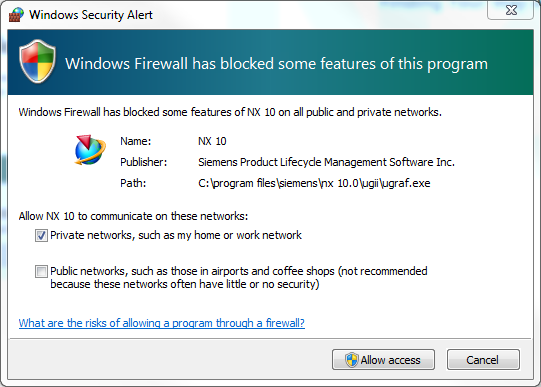 Windows Security Alert
Windows Firewall has blocked some features of this program
Windows Firewall has blocked some features of NX 10 on all public and private networks.
Name: NX 10
Publisher: Siemens Product Lifecycle Management Software Inc.
Path: C:\program files\siemens\nx 10.0\ugii\ugraf.exe
Allow NX 10 to communicate on these networks:
Private networks, such as my home or work network
Public networks, such as those in airports and coffee shops (not recommended
because these networks often have little or no security)
What are the risks of allowing a program through a firewall?
Allow access Cancel